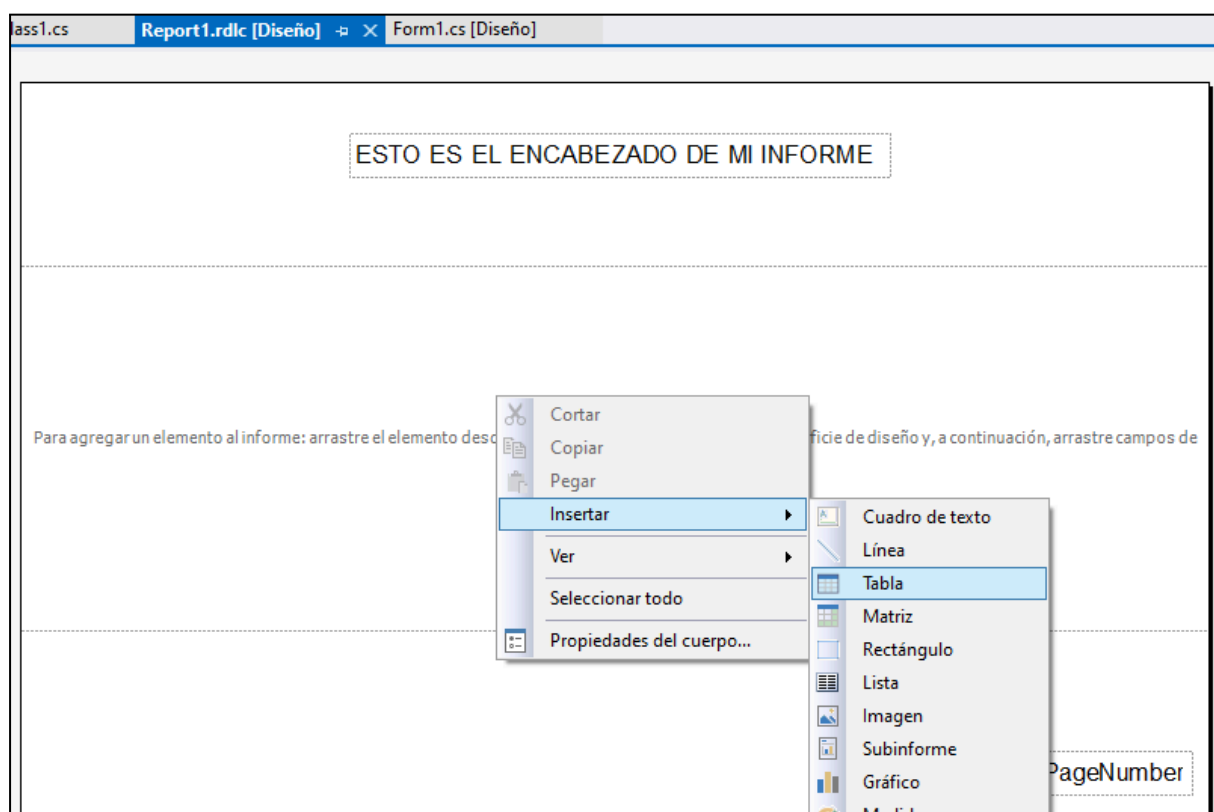 lass1.cs Report1.rdlc [Diseño] Form1.cs [Diseño]
ESTO ES EL ENCABEZADO DE MI INFORME
Cortar
Para agregar un elemento al informe: arrastre el elemento desc Copiar ficie de diseño y, a continuación, arrastre campos de
Pegar
Insertar
Cuadro de texto
Línea
Ver
Tabla
Seleccionar todo
Matriz
Propiedades del cuerpo...
Rectángulo
Lista
Imagen
Subinforme
PageNumber
Gráfico